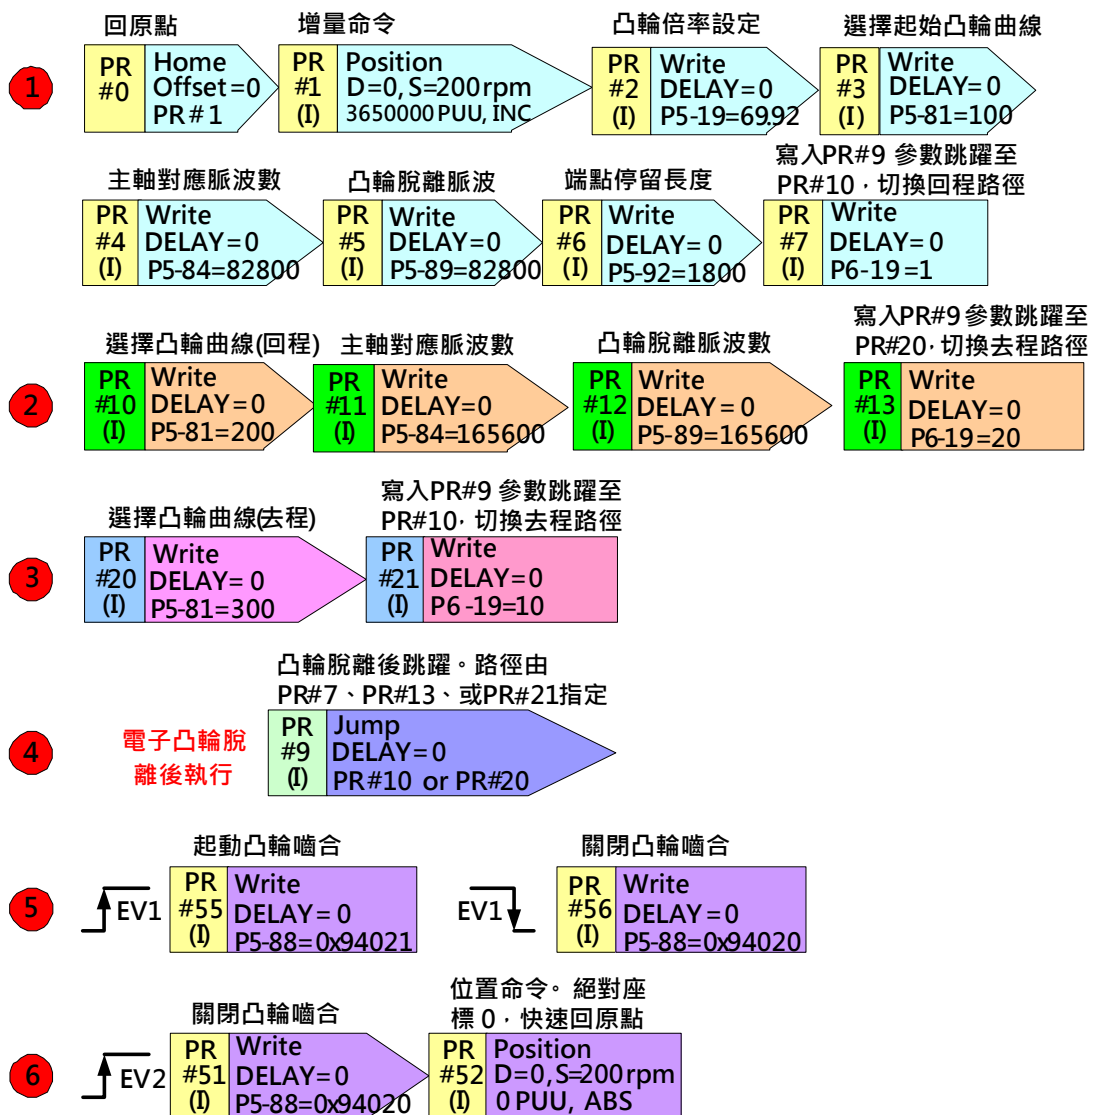 回原點
增量命令
凸輪倍率設定
選擇起始凸輪曲線
1
PR
#0
Home
Offset=0
PR#1
PR
#1
(I)
Position
D=0, S=200 rpm
3650000 PUU, INC
PR
#2
(I)
Write
DELAY=0
P5-19=69.92
PR
#3
(I)
Write
DELAY=0
P5-81=100
主軸對應脈波數
凸輪脫離脈波
端點停留長度
寫入PR#9 參數跳躍至
PR#10，切換回程路徑
PR
#4
(I)
Write
DELAY=0
P5-84=82800
PR
#5
(I)
Write
DELAY=0
P5-89=82800
PR
#6
(I)
Write
DELAY= 0
P5-92=1800
PR
#7
(I)
Write
DELAY=0
P6-19=1
選擇凸輪曲線(回程)
主軸對應脈波數
凸輪脫離脈波數
寫入PR#9 參數跳躍至
PR#20，切換去程路徑
2
PR
#10
(I)
Write
DELAY=0
P5-81=200
PR
#11
(I)
Write
DELAY=0
P5-84=165600
PR
#12
(I)
Write
DELAY= 0
P5-89=165600
PR
#13
(I)
Write
DELAY=0
P6-19=20
選擇凸輪曲線(去程)
寫入PR#9 參數跳躍至
PR#10，切換去程路徑
3
PR
#20
(I)
Write
DELAY= 0
P5-81=300
PR
#21
(I)
Write
DELAY=0
P6-19=10
凸輪脫離後跳躍。路徑由
PR#7、PR#13、或PR#21指定
4
電子凸輪脫
離後執行
PR
#9
(I)
Jump
DELAY=0
PR#10 or PR#20
起動凸輪嚙合
關閉凸輪嚙合
5
EV1
PR
#55
(I)
Write
DELAY= 0
P5-88=0x94021
EV1
PR
#56
(I)
Write
DELAY=0
P5-88=0x94020
關閉凸輪嚙合
位置命令。絕對座
標 0，快速回原點
6
EV2
PR
#51
(I)
Write
DELAY=0
P5-88=0x94020
PR
#52
(I)
Position
D=0, S=200 rpm
0 PUU, ABS